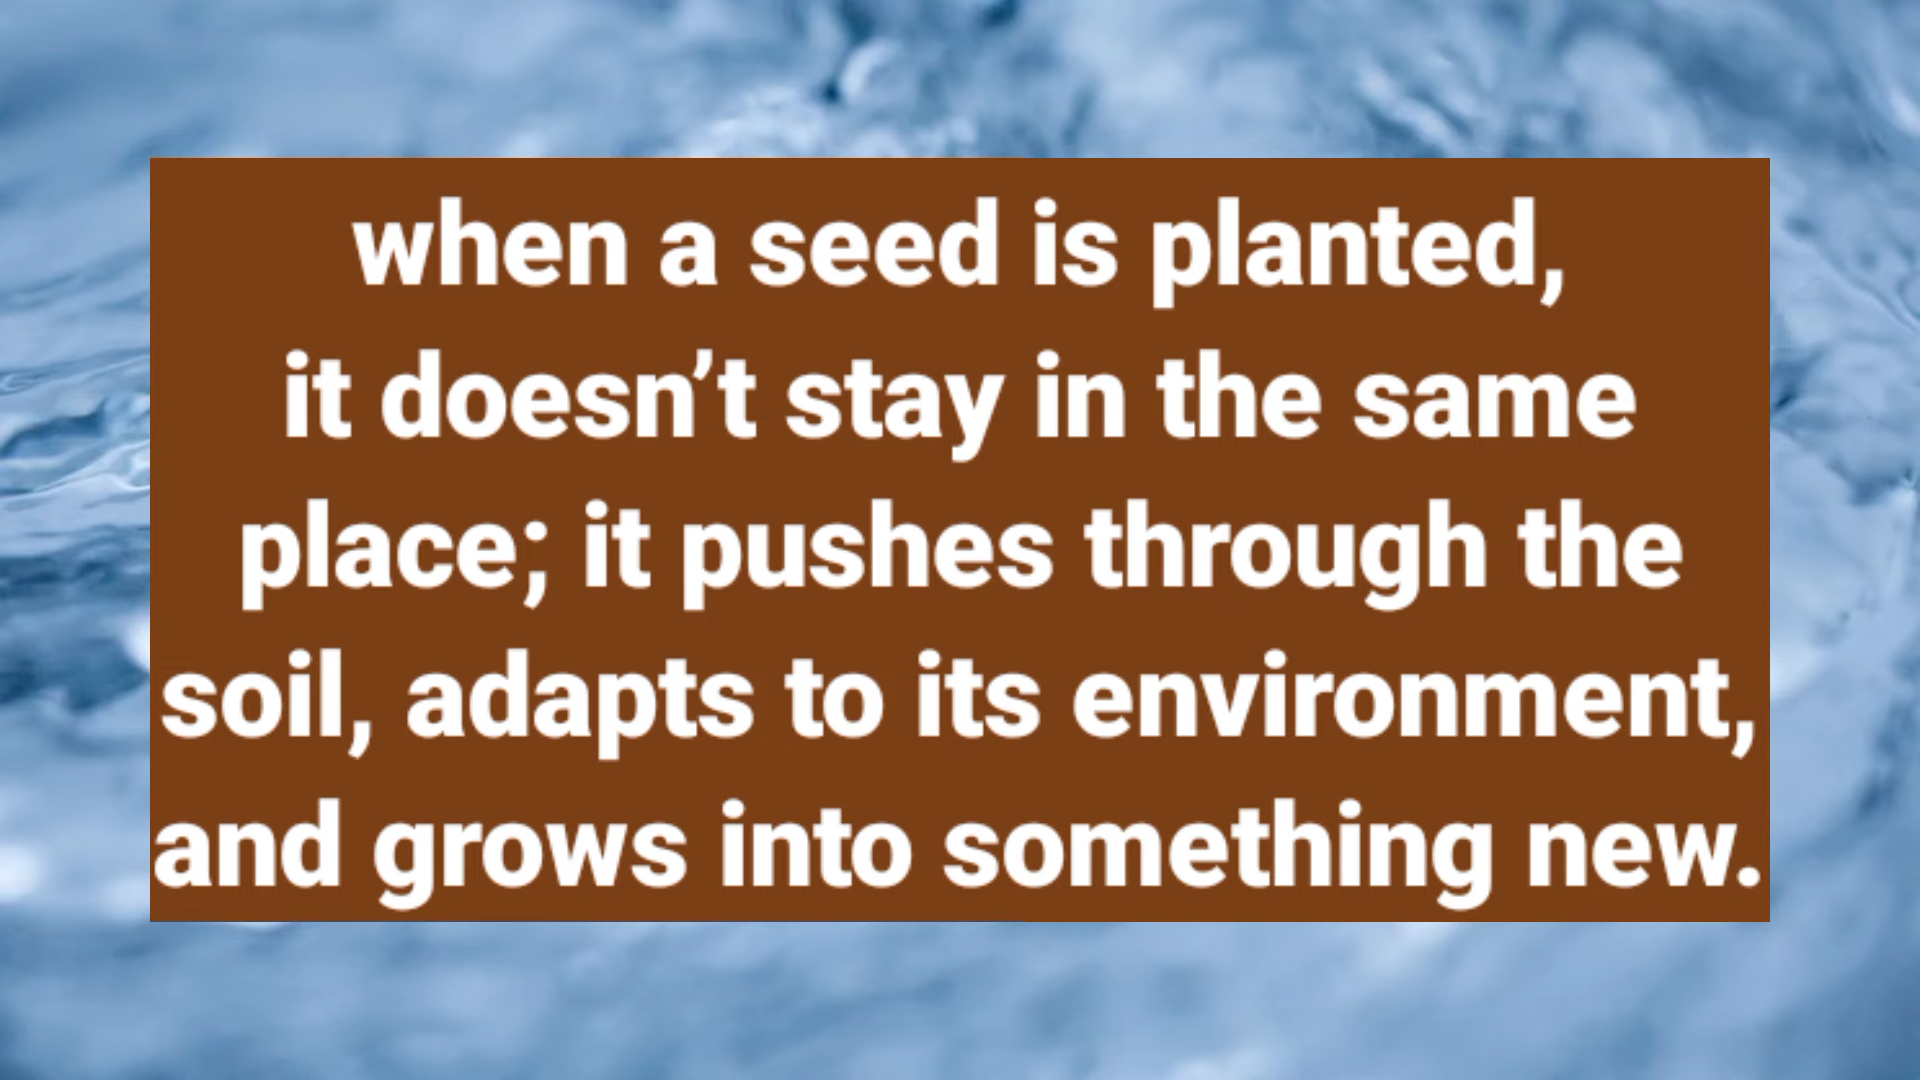 when a seed is planted,
it doesn’t stay in the same
place; it pushes through the
soil, adapts to its environment,
and grows into something new.